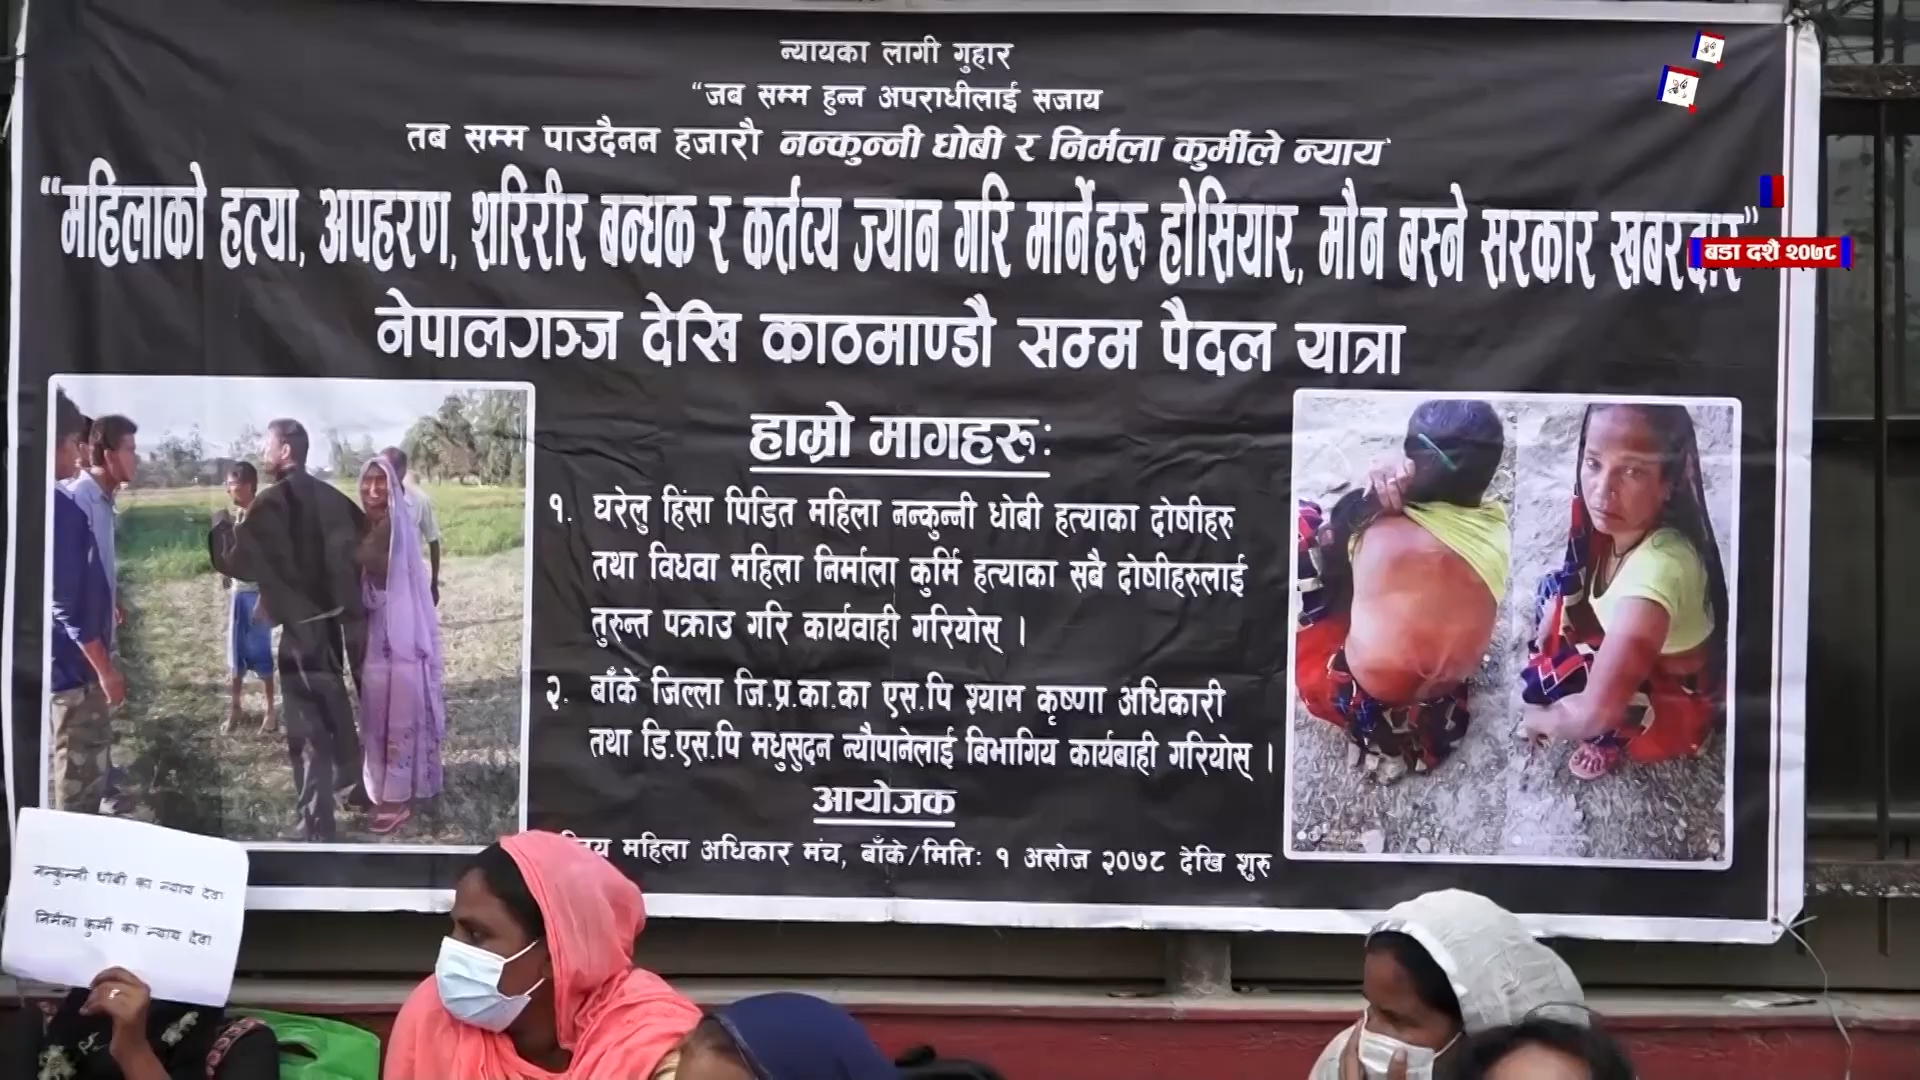 न्यायका लागी गुहार
“जब सम्म हुन्न अपराधीलाई सजाय
तब सम्म पाउदैनन हजारौ नन्कुन्नी धोबी र निर्मला कुर्मीले न्याय'
“महिलाको हत्या, अपहरण, शरिरीर बन्धक र कर्तव्य ज्यान गरि मार्नेहरू होसियार, मौन बस्ने सरकार खबरदार”
बडा दशै २०७८
नेपालगञ्ज देखि काठमाण्डौ सम्म पैदल यात्रा
हाम्रो मागहरू:
१. घरेलु हिंसा पिडित महिला नन्कुन्नी धोबी हत्याका दोषीहरु
तथा विधवा महिला निर्माला कुर्मि हत्याका सबै दोषीहरुलाई
तुरुन्त पक्राउ गरि कार्यवाही गरियोस् ।
२. बाँके जिल्ला जि.प्र.का.का एस.पि श्याम कृष्णा अधिकारी
तथा डि.एस.पि मधुसुदन न्यौपानेलाई बिभागिय कार्यबाही गरियोस् ।
आयोजक
महिला अधिकार मंच, बाँके/मिति: १ असोज २०७८ देखि शुरु
नन्कुन्नी धोबी का न्याय देवा
निर्मला कुर्मी का न्याय देवा